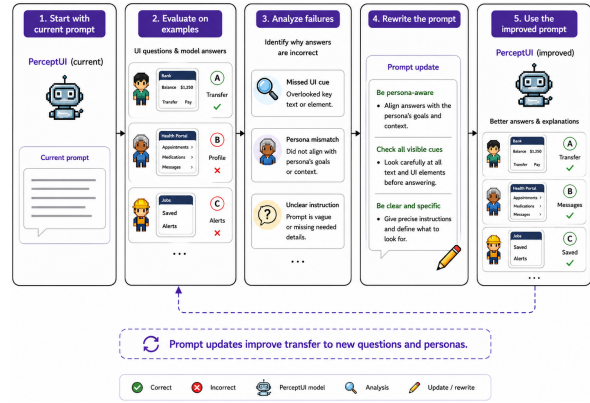 1. Start with
current prompt
PerceptUI (current)
Current prompt
2. Evaluate on
examples
UI questions & model answers
Bank
Balance $1,250
Transfer Pay
A
Transfer
Health Portal
Appointments >
Medications >
Messages >
B
Profile
Jobs
Saved
Alerts
C
Alerts
...
3. Analyze failures
Identify why answers
are incorrect
Missed UI cue
Overlooked key
text or element.
Persona mismatch
Did not align with
persona's goals
or context.
Unclear instruction
Prompt is vague
or missing needed
details.
...
4. Rewrite the prompt
Prompt update
Be persona-aware
• Align answers with the
persona's goals and
context.
Check all visible cues
• Look carefully at all
text and UI elements
before answering.
Be clear and specific
• Give precise instructions
and define what to
look for.
5. Use the
improved prompt
PerceptUI (improved)
Better answers & explanations
Bank
Balance $1,250
Transfer Pay
A
Transfer
Health Portal
Appointments >
Medications >
Messages >
B
Messages
Jobs
Saved
Alerts
C
Saved
...
Prompt updates improve transfer to new questions and personas.
Correct
Incorrect
PerceptUI model
Analysis
Update / rewrite